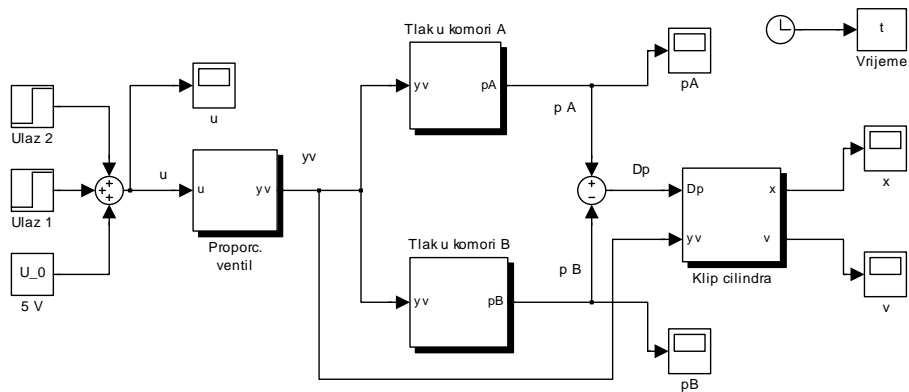 Tlak u komori A
yv
pA
pA
p A
t
Vrijeme
Ulaz 2
u
u
yv
u
yv
Proporc.
ventil
Ulaz 1
U_0
5 V
Dp
Dp
yv
x
v
Klip cilindra
x
v
Tlak u komori B
yv
pB
p B
pB
+
+
+
+
−